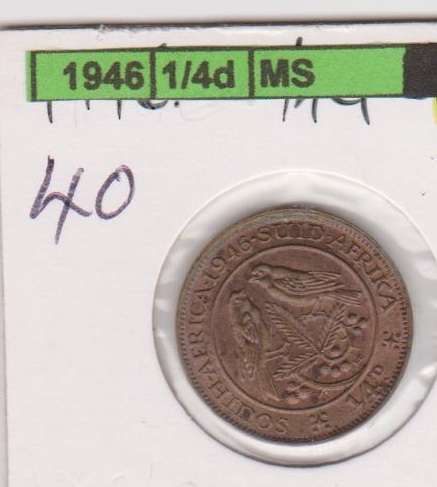 1946 1/4d MS
40
SOUTH-AFRICA·1946·SUID-AFRIKA
1/4D